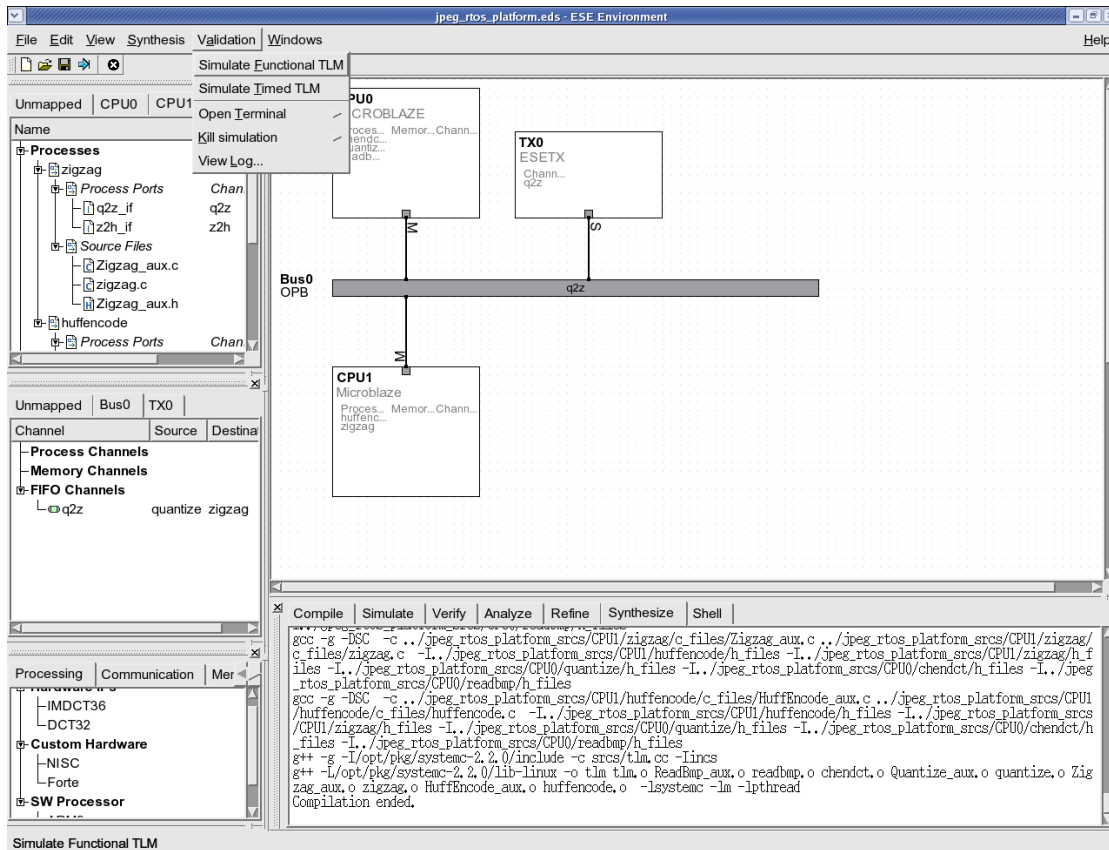 jpeg_rtos_platform.eds - ESE Environment
File Edit View Synthesis Validation Windows Help
Simulate Functional TLM
Simulate Timed TLM
Open Terminal
Kill simulation
View Log...
Unmapped CPU0 CPU1
Name
Processes
zigzag
Process Ports Chan
q2z_if q2z
z2h_if z2h
Source Files
Zigzag_aux.c
zigzag.c
Zigzag_aux.h
huffencode
Process Ports Chan
PU0
CROBLAZE
roces... Memor... Chann...
hendc...
uantiz...
adb...
TX0
ESETX
Chann...
q2z
M
S
Bus0
OPB
q2z
M
CPU1
Microblaze
Proces... Memor... Chann...
huffenc...
zigzag
Unmapped Bus0 TX0
Channel Source Destina
Process Channels
Memory Channels
FIFO Channels
q2z quantize zigzag
Processing Communication Mer
IMDCT36
DCT32
Custom Hardware
NISC
Forte
SW Processor
Compile Simulate Verify Analyze Refine Synthesize Shell
gcc -g -DSC -c ../jpeg_rtos_platform_srcs/CPU1/zigzag/c_files/Zigzag_aux.c ../jpeg_rtos_platform_srcs/CPU1/zigzag/
c_files/zigzag.c -I../jpeg_rtos_platform_srcs/CPU1/huffencode/h_files -I../jpeg_rtos_platform_srcs/CPU1/zigzag/h_f
iles -I../jpeg_rtos_platform_srcs/CPU0/quantize/h_files -I../jpeg_rtos_platform_srcs/CPU0/chendct/h_files -I../jpeg
_rtos_platform_srcs/CPU0/readbmp/h_files
gcc -g -DSC -c ../jpeg_rtos_platform_srcs/CPU1/huffencode/c_files/HuffEncode_aux.c ../jpeg_rtos_platform_srcs/CPU1
/huffencode/c_files/huffencode.c -I../jpeg_rtos_platform_srcs/CPU1/huffencode/h_files -I../jpeg_rtos_platform_srcs
/CPU1/zigzag/h_files -I../jpeg_rtos_platform_srcs/CPU0/quantize/h_files -I../jpeg_rtos_platform_srcs/CPU0/chendct/h
_files -I../jpeg_rtos_platform_srcs/CPU0/readbmp/h_files
g++ -g -I/opt/pkg/systemc-2.2.0/include -c srcs/tlm.cc -Iincs
g++ -L/opt/pkg/systemc-2.2.0/lib-linux -o tlm tlm.o ReadBmp_aux.o readbmp.o chendct.o Quantize_aux.o quantize.o Zig
zag_aux.o zigzag.o HuffEncode_aux.o huffencode.o -lsystemc -lm -lpthread
Compilation ended.
Simulate Functional TLM